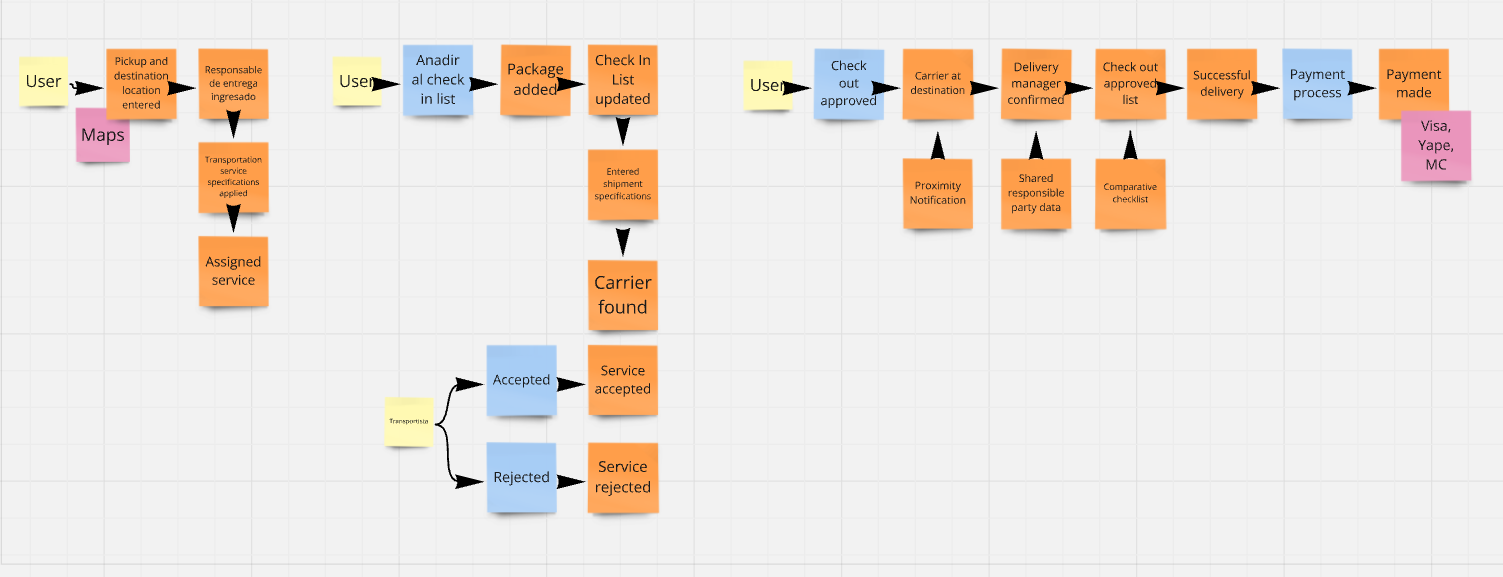 User
Pickup and
destination
location
entered
Maps
Responsable
de entrega
ingresado
Transportation
service
specifications
applied
Assigned
service
User
Anadir
al check
in list
Package
added
Check In
List
updated
Entered
shipment
specifications
Carrier
found
Transportista
Accepted
Service
accepted
Rejected
Service
rejected
User
Check
out
approved
Carrier at
destination
Delivery
manager
confirmed
Check out
approved
list
Successful
delivery
Payment
process
Payment
made
Visa,
Yape,
MC
Proximity
Notification
Shared
responsible
party data
Comparative
checklist